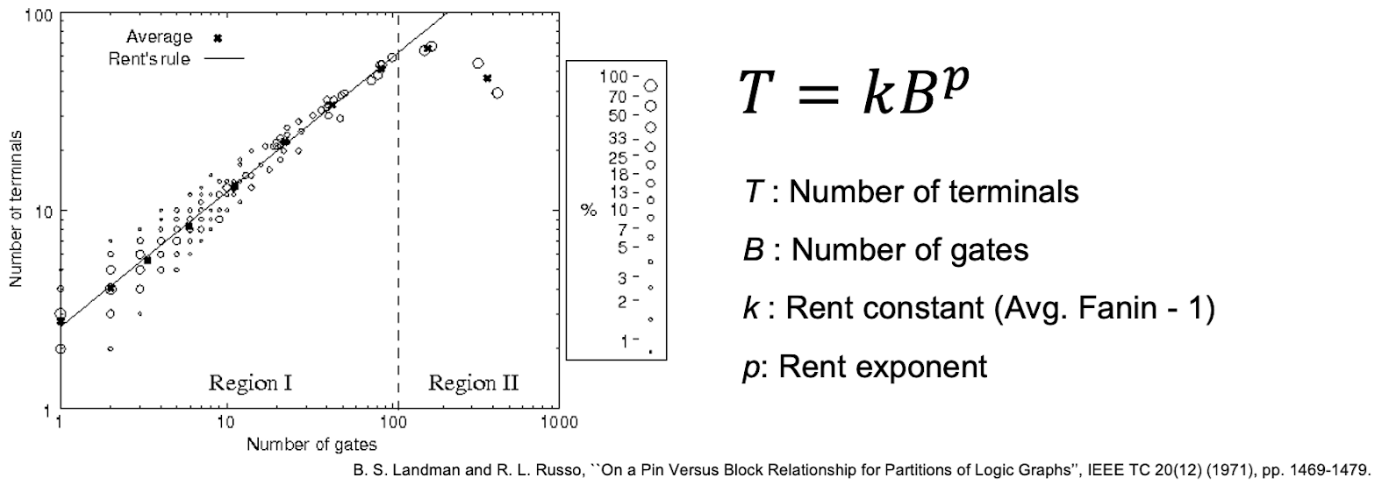 100
10
1
Number of terminals
Average
Rent's rule
Region I
Region II
1
10
100
1000
Number of gates
%
100
70
50
33
25
18
13
10
7
5
3
2
1
T = kB^p
T : Number of terminals
B : Number of gates
k : Rent constant (Avg. Fanin - 1)
p: Rent exponent
B. S. Landman and R. L. Russo, ``On a Pin Versus Block Relationship for Partitions of Logic Graphs”, IEEE TC 20(12) (1971), pp. 1469-1479.